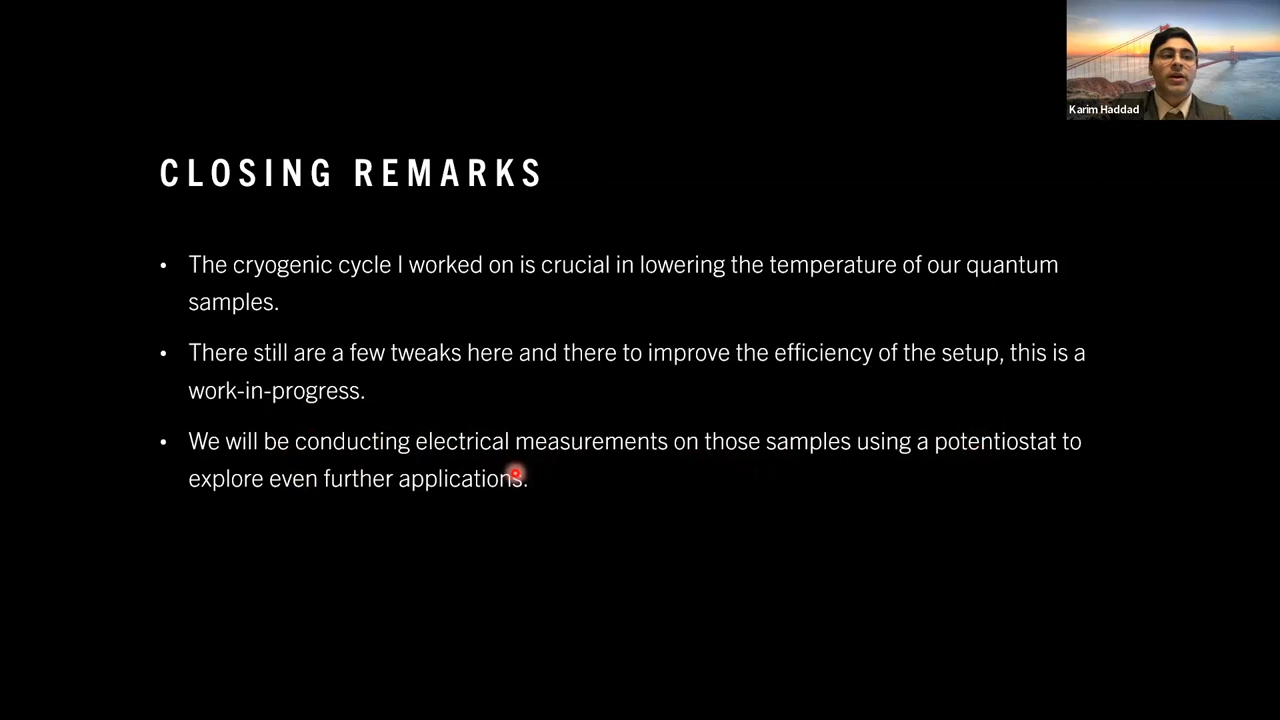 Karim Haddad
CLOSING REMARKS
• The cryogenic cycle I worked on is crucial in lowering the temperature of our quantum
samples.
• There still are a few tweaks here and there to improve the efficiency of the setup, this is a
work-in-progress.
• We will be conducting electrical measurements on those samples using a potentiostat to
explore even further applications.